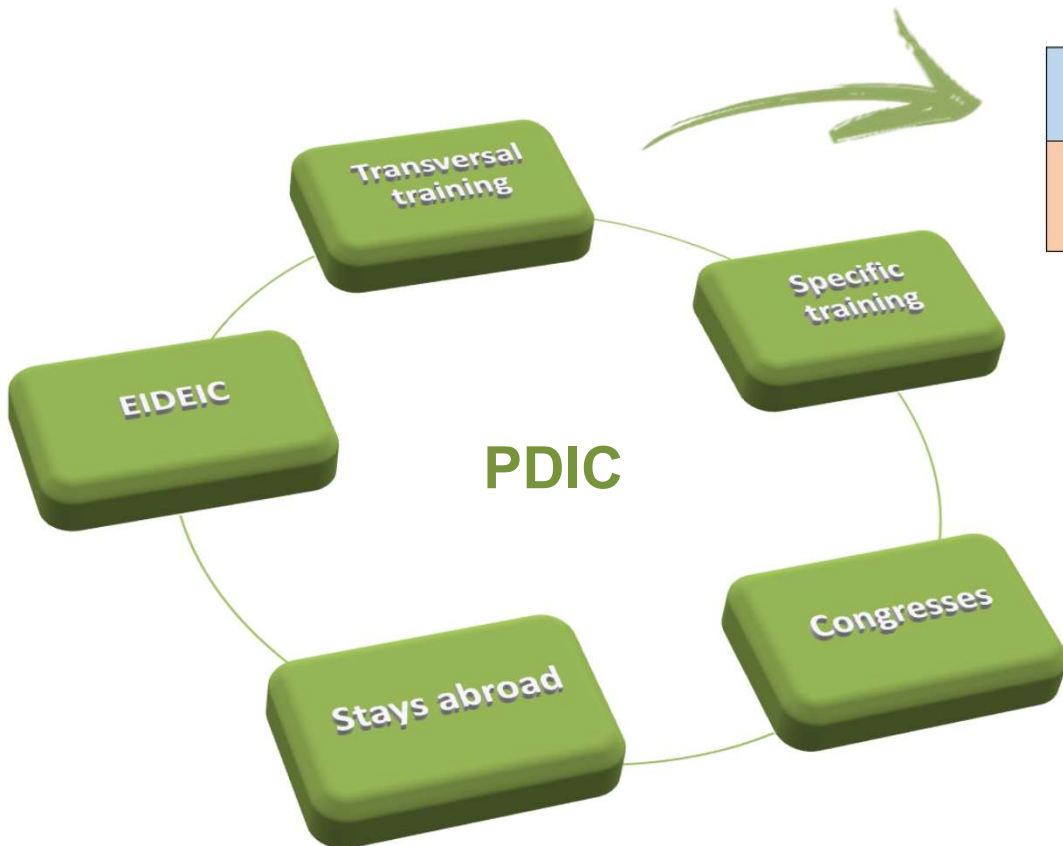 Transversal
training
Specific
training
EIDEIC
PDIC
Congresses
Stays abroad